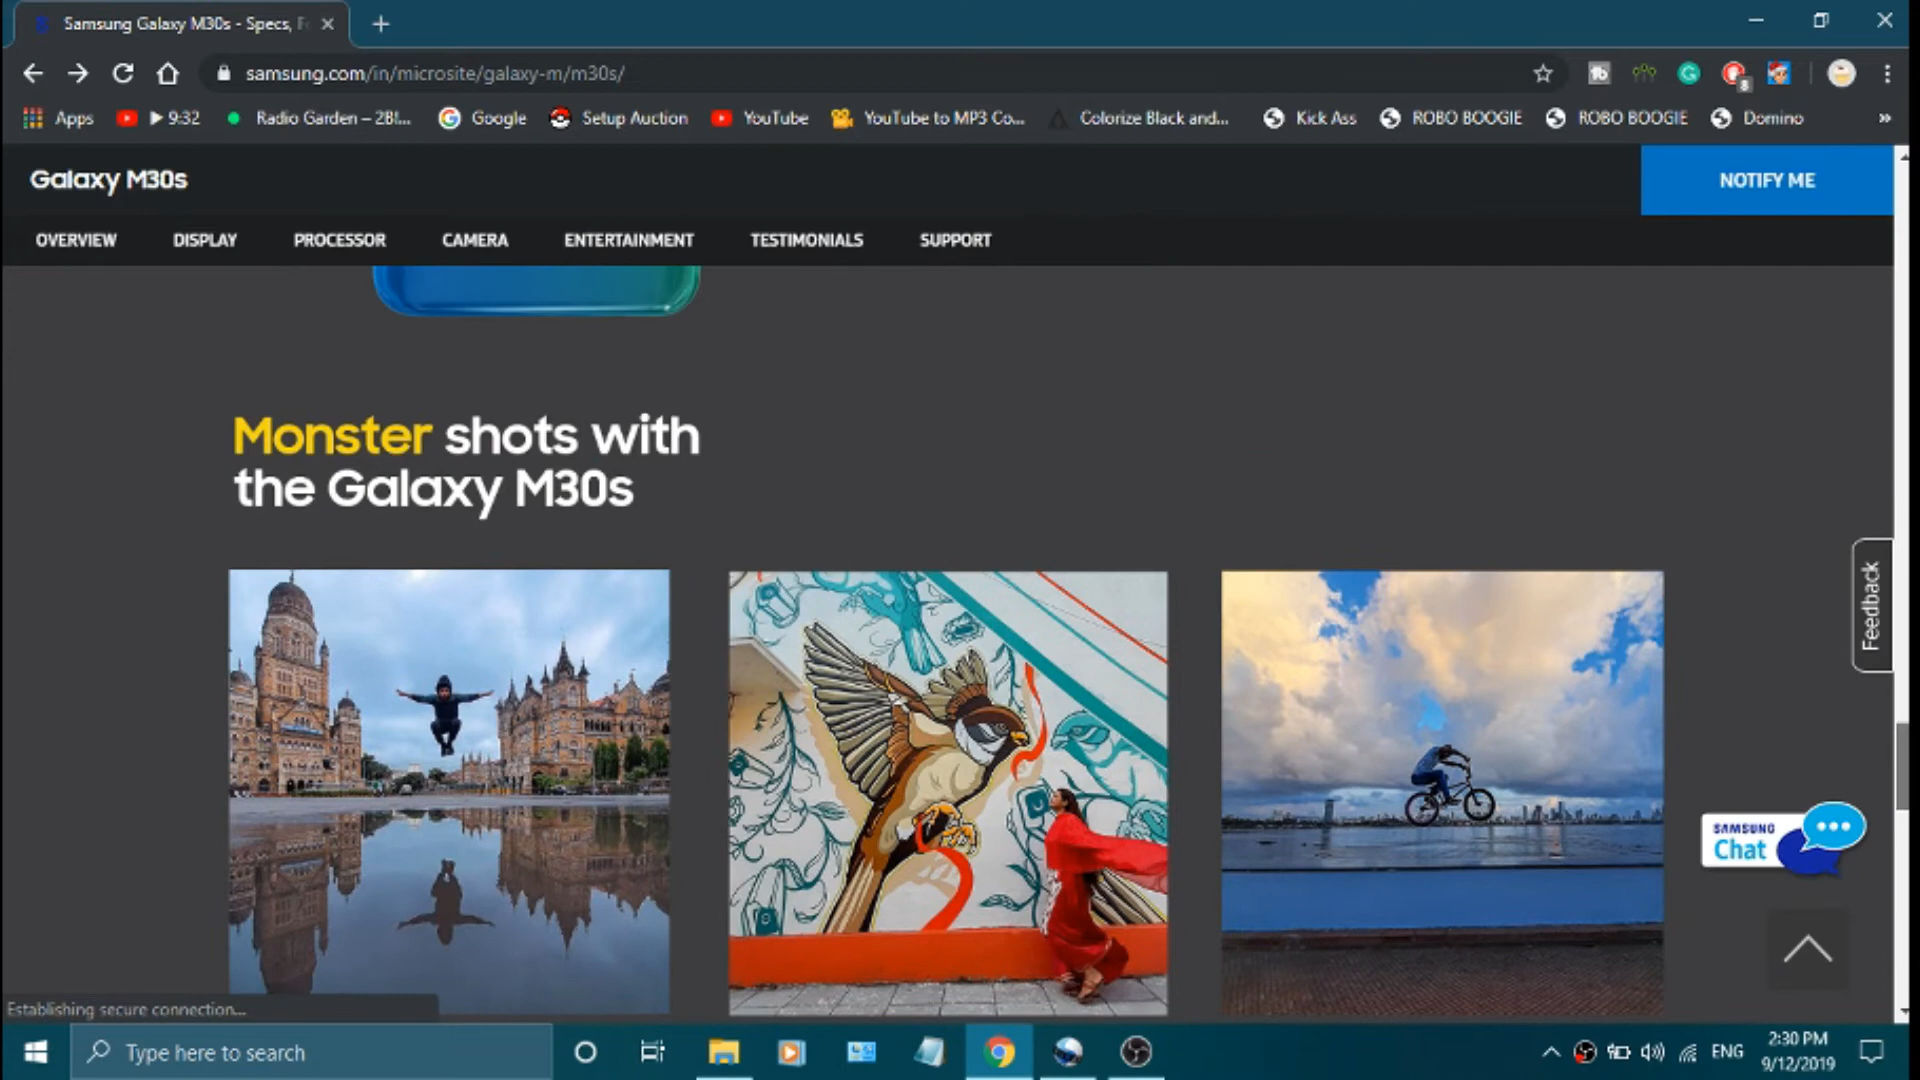 Samsung Galaxy M30s - Specs, F
samsung.com/in/microsite/galaxy-m/m30s/
Apps
▶ 9:32
Radio Garden – 2B!...
Google
Setup Auction
YouTube
YouTube to MP3 Co...
Colorize Black and...
Kick Ass
ROBO BOOGIE
ROBO BOOGIE
Domino
»
Galaxy M30s
NOTIFY ME
OVERVIEW
DISPLAY
PROCESSOR
CAMERA
ENTERTAINMENT
TESTIMONIALS
SUPPORT
Monster shots with
the Galaxy M30s
Feedback
SAMSUNG
Chat
Establishing secure connection...
Type here to search
ENG
2:30 PM
9/12/2019